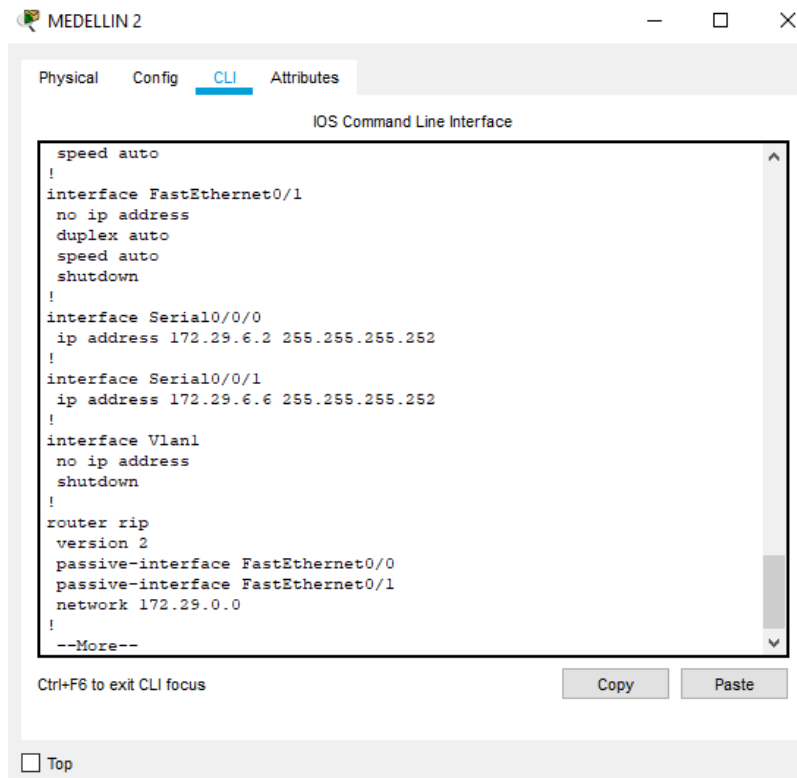 MEDELLIN 2
Physical Config CLI Attributes
IOS Command Line Interface
speed auto
!
interface FastEthernet0/1
no ip address
duplex auto
speed auto
shutdown
!
interface Serial0/0/0
ip address 172.29.6.2 255.255.255.252
!
interface Serial0/0/1
ip address 172.29.6.6 255.255.255.252
!
interface Vlan1
no ip address
shutdown
!
router rip
version 2
passive-interface FastEthernet0/0
passive-interface FastEthernet0/1
network 172.29.0.0
!
--More--
Ctrl+F6 to exit CLI focus Copy Paste
Top